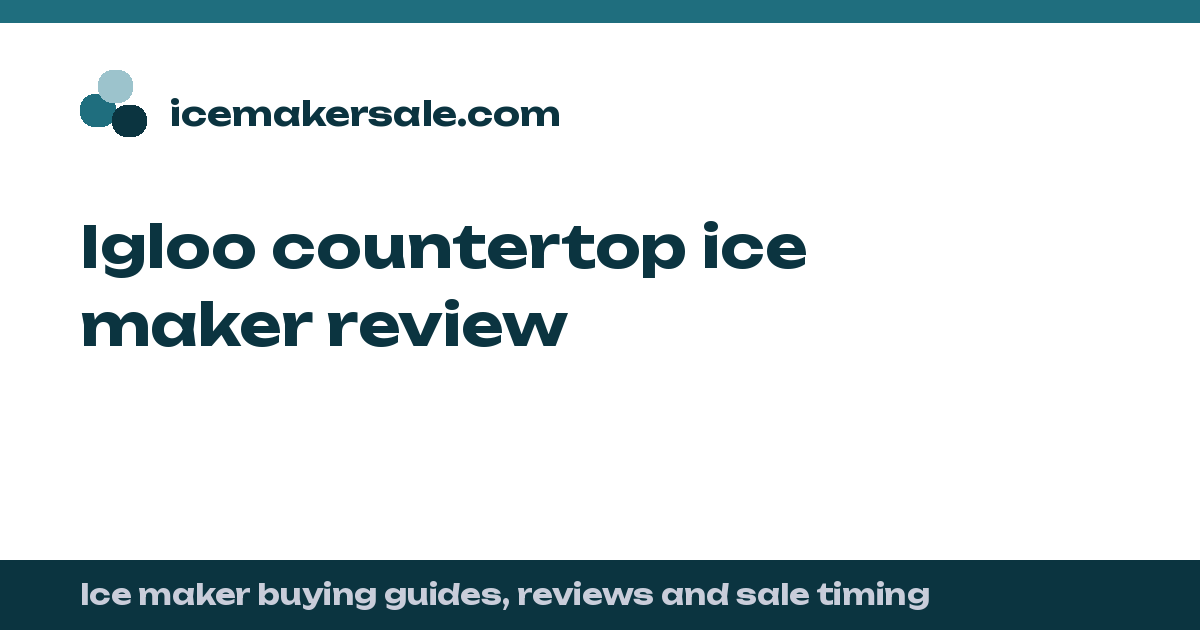 icemakersale.com
Igloo countertop ice
maker review
Ice maker buying guides, reviews and sale timing